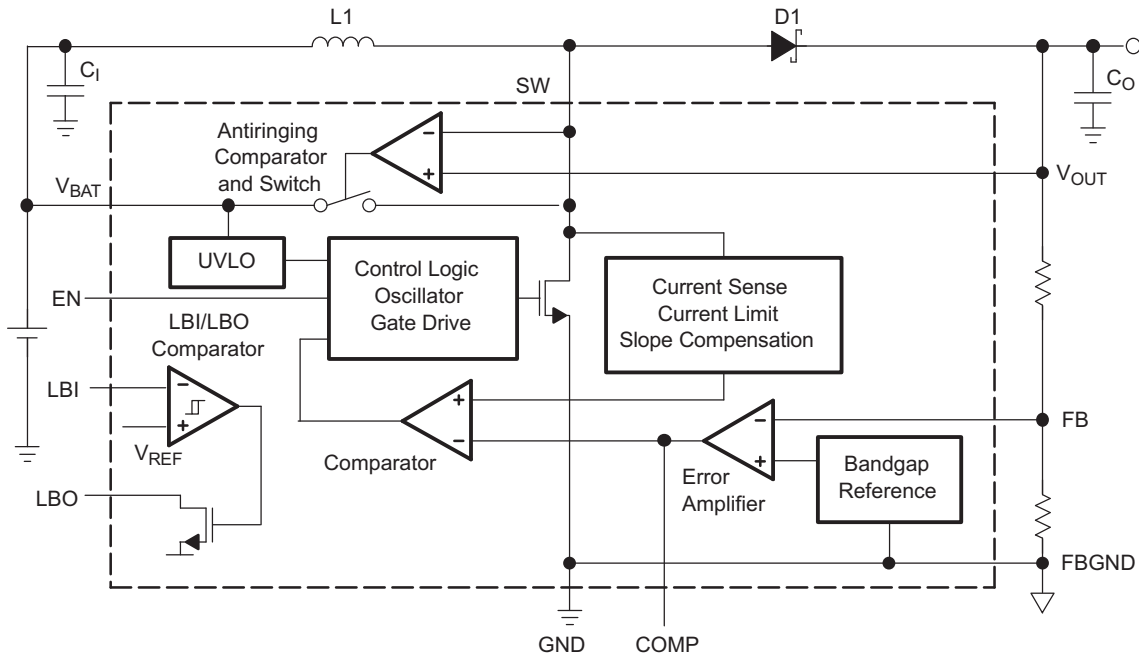 L1
D1
C_I
SW
C_O
Antiringing
Comparator
and Switch
−
+
V_BAT
V_OUT
UVLO
Control Logic
Oscillator
Gate Drive
Current Sense
Current Limit
Slope Compensation
EN
LBI/LBO
Comparator
LBI
−
+
V_REF
+
−
Comparator
−
+
Error
Amplifier
FB
Bandgap
Reference
LBO
FBGND
GND
COMP